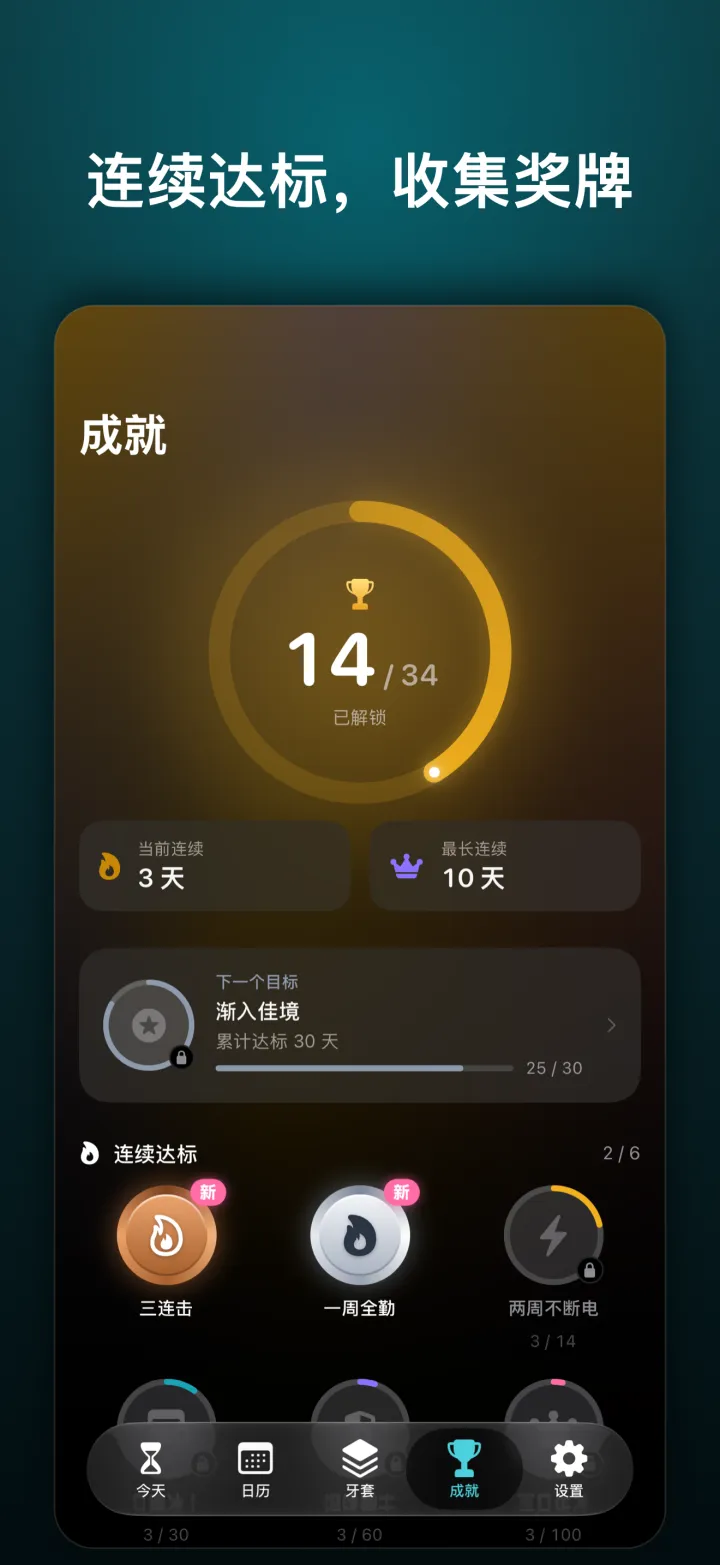 连续达标，收集奖牌
成就
14 / 34
已解锁
当前连续
3 天
最长连续
10 天
下一个目标
渐入佳境
累计达标 30 天
25 / 30
连续达标
2 / 6
新
新
三连击
一周全勤
两周不断电
3 / 14
今天
日历
牙套
成就
设置
3 / 30
3 / 60
3 / 100